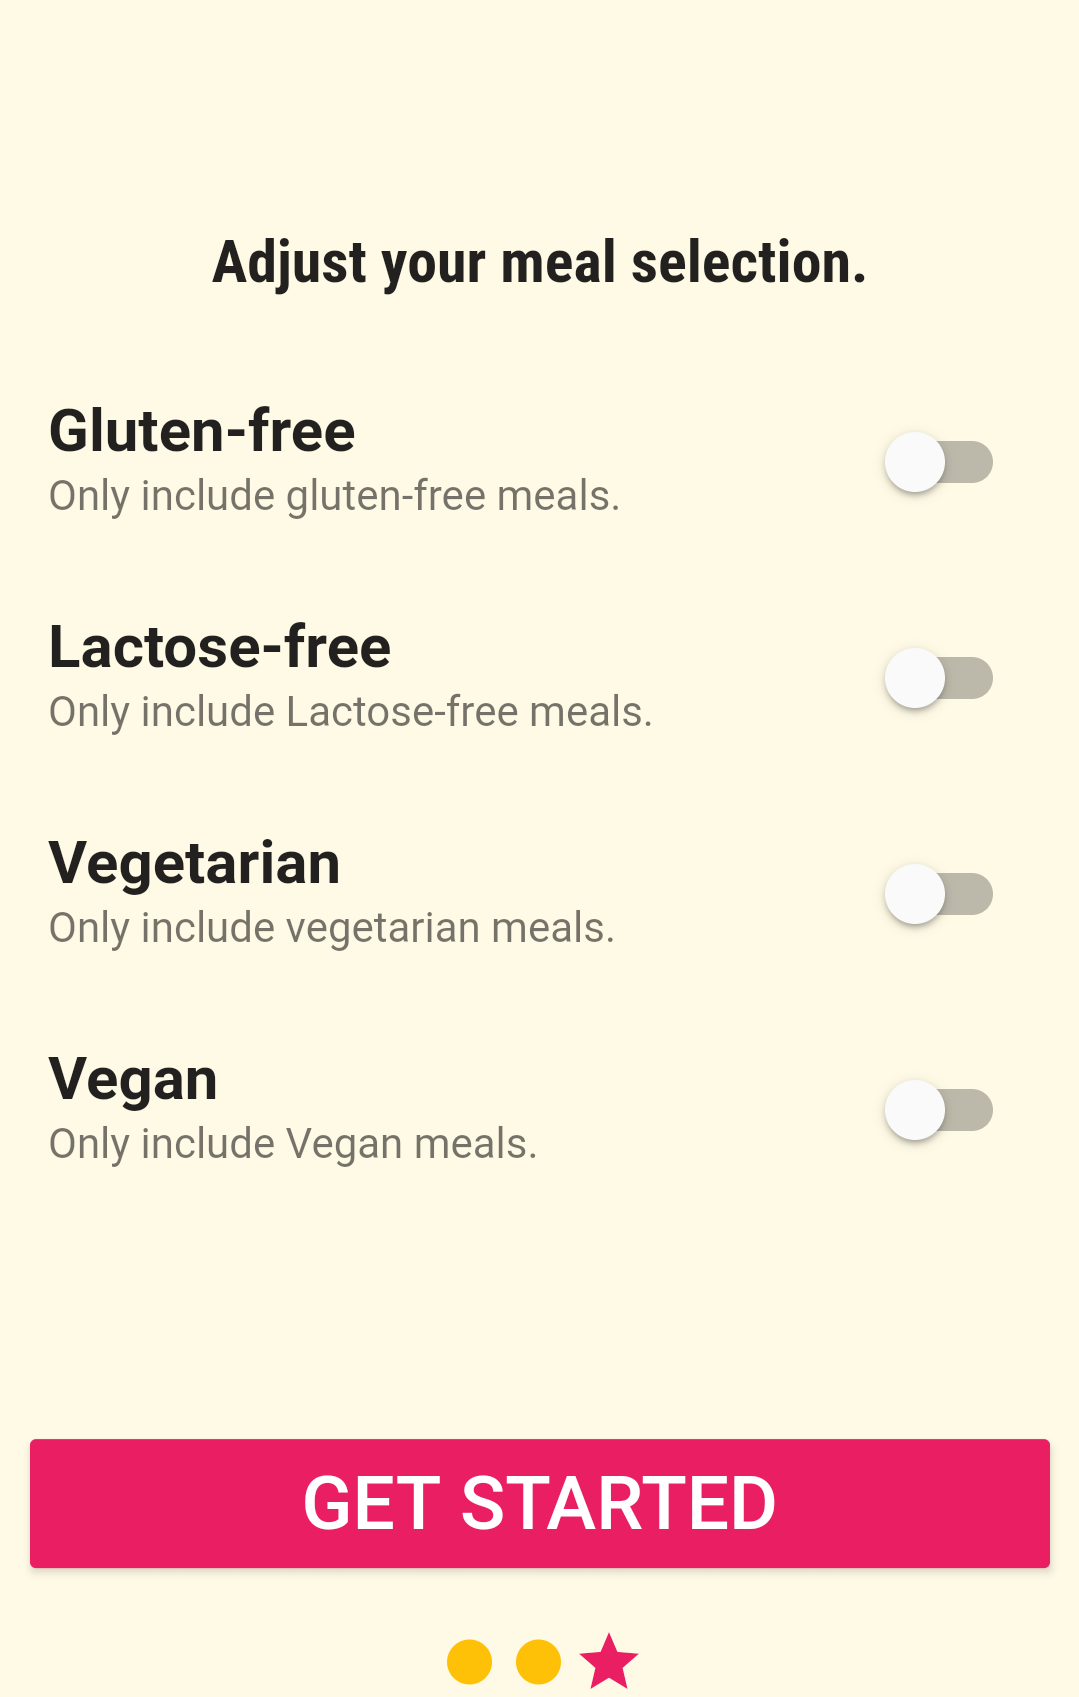 Adjust your meal selection.
Gluten-free
Only include gluten-free meals.
Lactose-free
Only include Lactose-free meals.
Vegetarian
Only include vegetarian meals.
Vegan
Only include Vegan meals.
GET STARTED